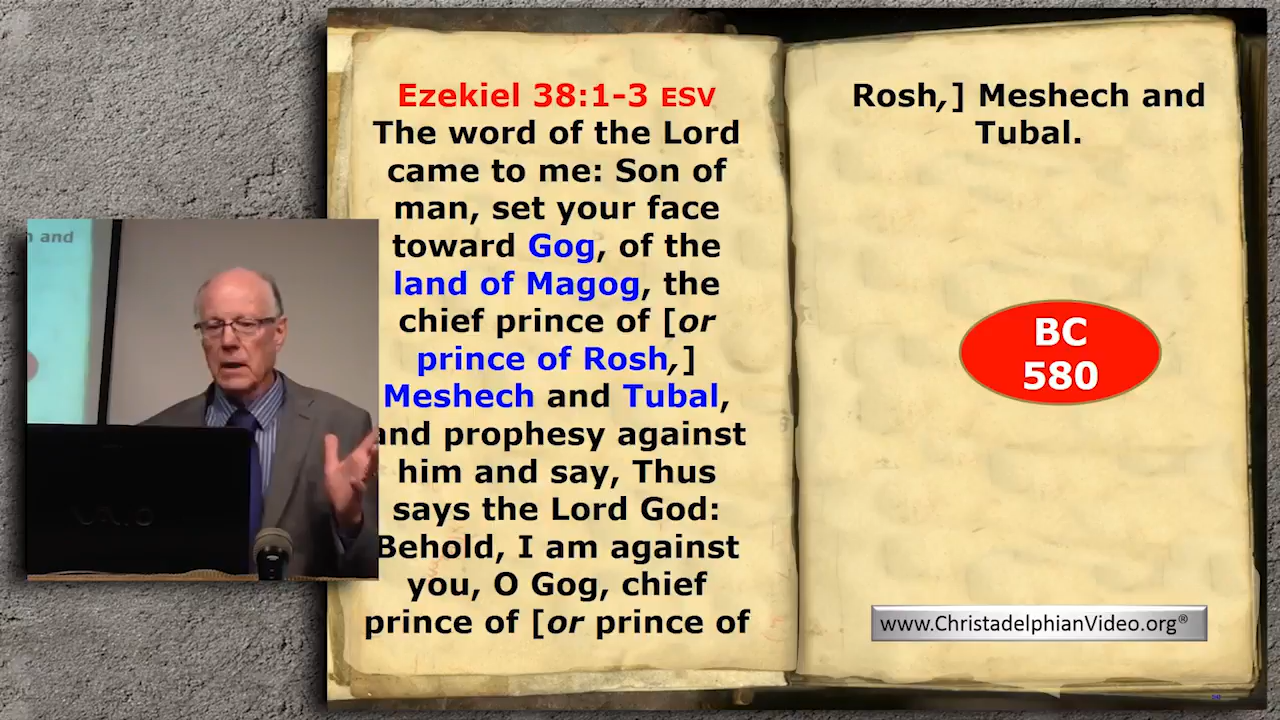 Ezekiel 38:1-3 ESV
The word of the Lord
came to me: Son of
man, set your face
toward Gog, of the
land of Magog, the
chief prince of [or
prince of Rosh,]
Meshech and Tubal,
and prophesy against
him and say, Thus
says the Lord God:
Behold, I am against
you, O Gog, chief
prince of [or prince of
Rosh,] Meshech and
Tubal.
BC
580
www.ChristadelphianVideo.org®
and
VAIO